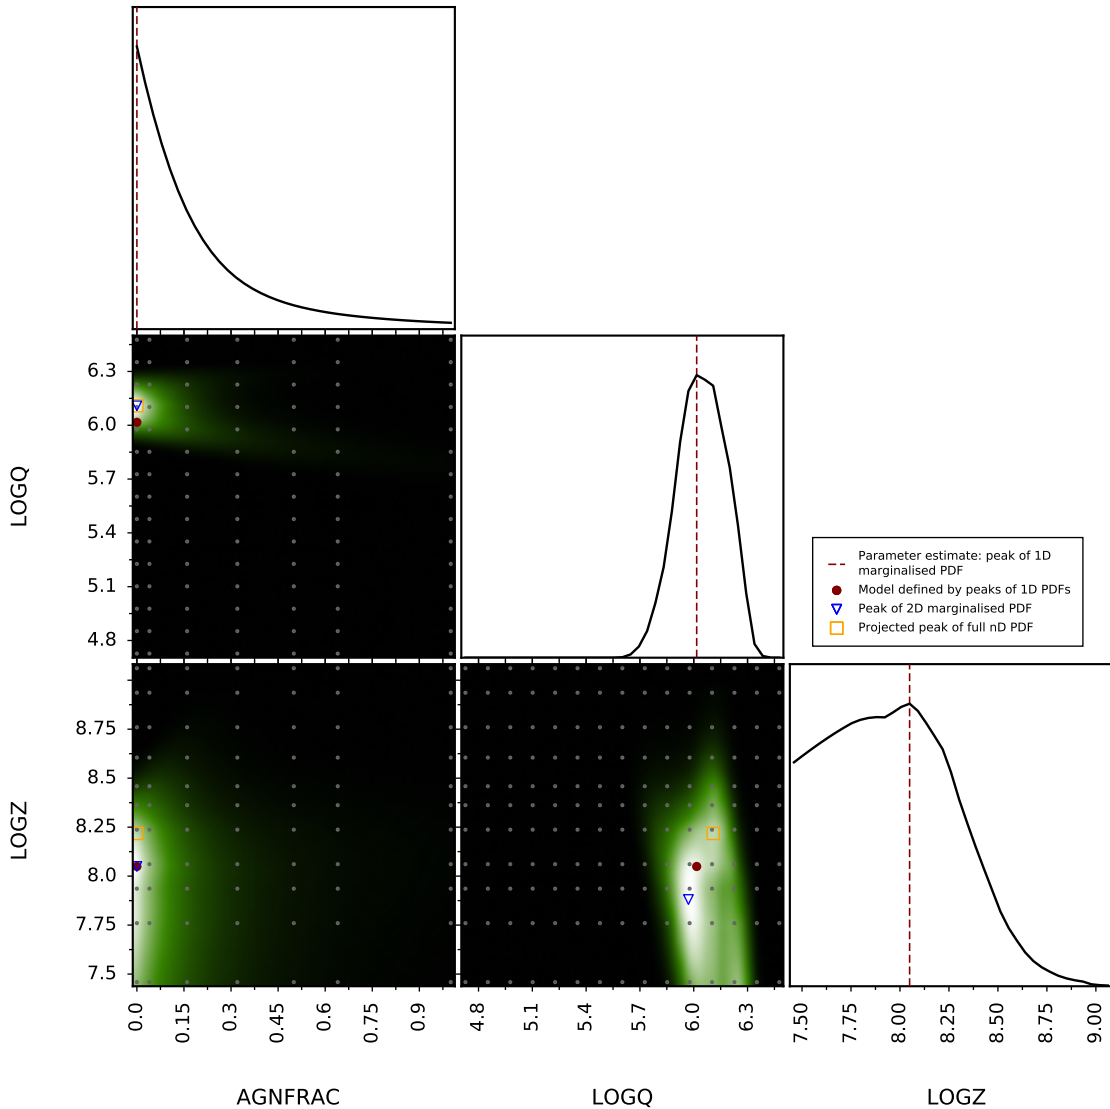 6.3
6.0
5.7
5.4
5.1
4.8
LOGQ
Parameter estimate: peak of 1D
marginalised PDF
Model defined by peaks of 1D PDFs
Peak of 2D marginalised PDF
Projected peak of full nD PDF
8.75
8.5
8.25
8.0
7.75
7.5
LOGZ
0.0 0.15 0.3 0.45 0.6 0.75 0.9
4.8 5.1 5.4 5.7 6.0 6.3
7.50 7.75 8.00 8.25 8.50 8.75 9.00
AGNFRAC LOGQ LOGZ